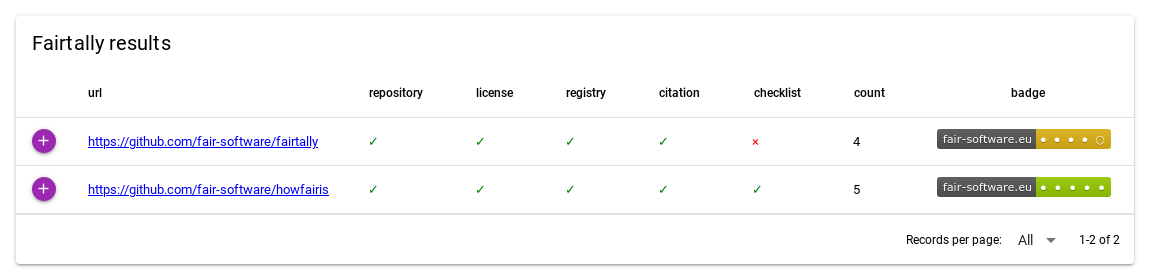 Fairtally results
url repository license registry citation checklist count badge
+ https://github.com/fair-software/fairtally ✓ ✓ ✓ ✓ × 4 fair-software.eu ● ● ● ● ○
+ https://github.com/fair-software/howfairis ✓ ✓ ✓ ✓ ✓ 5 fair-software.eu ● ● ● ● ●
Records per page: All 1-2 of 2